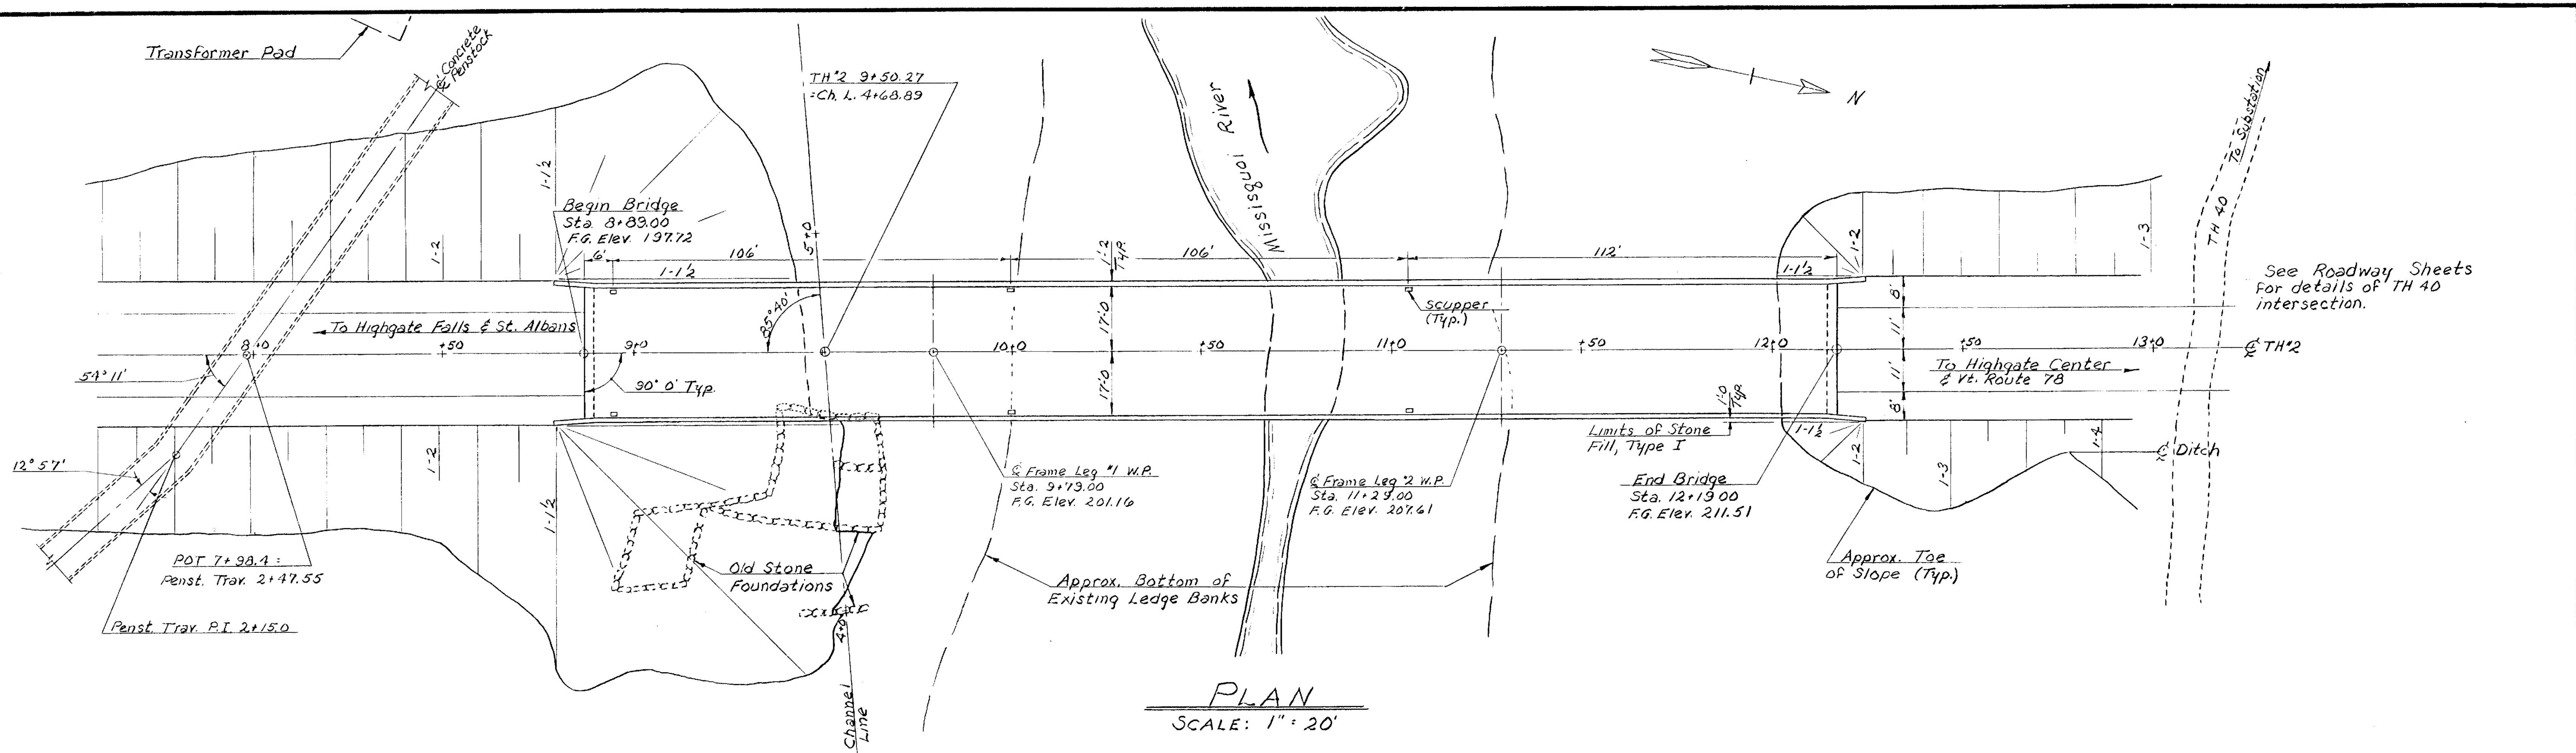 Transformer Pad
℄ Concrete
Penstock
TH#2 9+50.27
=Ch. L. 4+68.89
Mississquoi River
N
To Substation
TH 40
1-1½
Begin Bridge
Sta. 8+89.00
F.G. Elev. 197.72
5+0
1-2
6'
106'
1-1½
1-2
TYP.
106'
112'
1-1½
1-2
1-3
See Roadway Sheets
For details of TH 40
intersection.
85°40'
17'-0
Scupper
(Typ.)
8'
11'
To Highgate Falls & St. Albans
8+0
+50
9+0
10+0
+50
11+0
+50
12+0
+50
13+0
℄ TH#2
54°11'
90° 0' Typ.
17'-0
11'
8'
To Highgate Center
& Vt. Route 78
1'-0
Typ
Limits of Stone
Fill, Type I
1-1½
1-2
1-3
1-4
℄ Ditch
12°57'
1-2
1-1½
℄ Frame Leg #1 W.P.
Sta. 9+79.00
F.G. Elev. 201.16
℄ Frame Leg #2 W.P.
Sta. 11+29.00
F.G. Elev. 207.61
End Bridge
Sta. 12+19.00
F.G. Elev. 211.51
POT 7+98.4 =
Penst. Trav. 2+47.55
Old Stone
Foundations
Approx. Bottom of
Existing Ledge Banks
Approx. Toe
of Slope (Typ.)
Penst. Trav. P.I. 2+15.0
4+0
Channel
Line
PLAN
SCALE: 1" = 20'